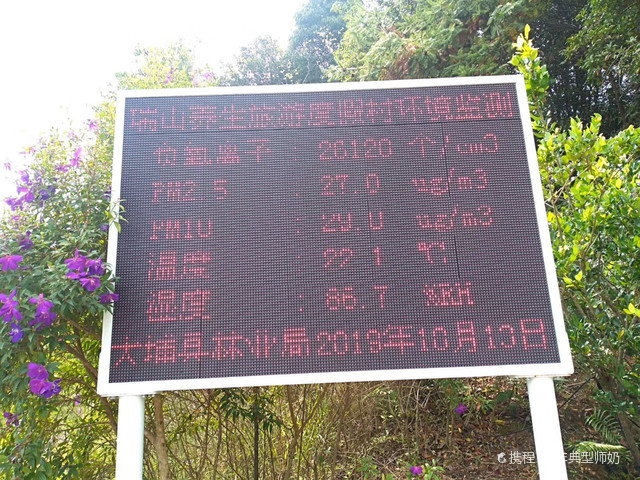 瑞山养生旅游度假村环境监测
负氧离子 : 26120 个/cm3
PM2.5 : 27.0 ug/m3
PM10 : 29.0 ug/m3
温度 : 22.1 ℃
湿度 : 86.7 %RH
大埔县林业局2019年10月13日
携程 典型师奶